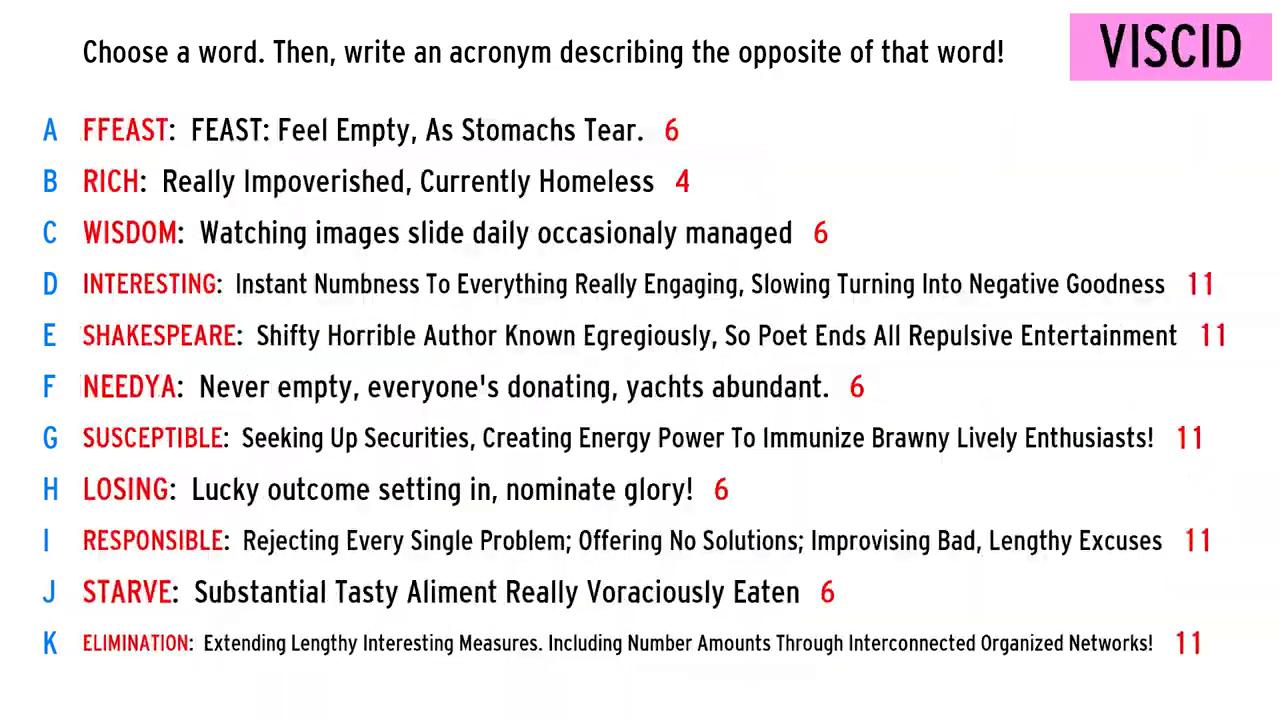 Choose a word. Then, write an acronym describing the opposite of that word!
VISCID
A FFEAST: FEAST: Feel Empty, As Stomachs Tear. 6
B RICH: Really Impoverished, Currently Homeless 4
C WISDOM: Watching images slide daily occasionaly managed 6
D INTERESTING: Instant Numbness To Everything Really Engaging, Slowing Turning Into Negative Goodness 11
E SHAKESPEARE: Shifty Horrible Author Known Egregiously, So Poet Ends All Repulsive Entertainment 11
F NEEDYA: Never empty, everyone's donating, yachts abundant. 6
G SUSCEPTIBLE: Seeking Up Securities, Creating Energy Power To Immunize Brawny Lively Enthusiasts! 11
H LOSING: Lucky outcome setting in, nominate glory! 6
I RESPONSIBLE: Rejecting Every Single Problem; Offering No Solutions; Improvising Bad, Lengthy Excuses 11
J STARVE: Substantial Tasty Aliment Really Voraciously Eaten 6
K ELIMINATION: Extending Lengthy Interesting Measures. Including Number Amounts Through Interconnected Organized Networks! 11